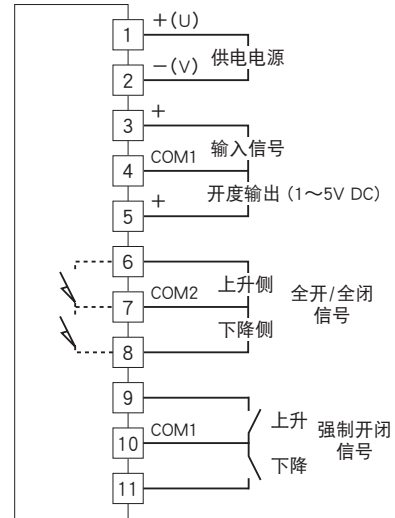 1 +(U)
供电电源
2 −(V)
3 +
输入信号
4 COM1
开度输出 (1～5V DC)
5 +
6
上升侧
7 COM2
全开/全闭
信号
下降侧
8
9
上升
10 COM1
强制开闭
信号
下降
11